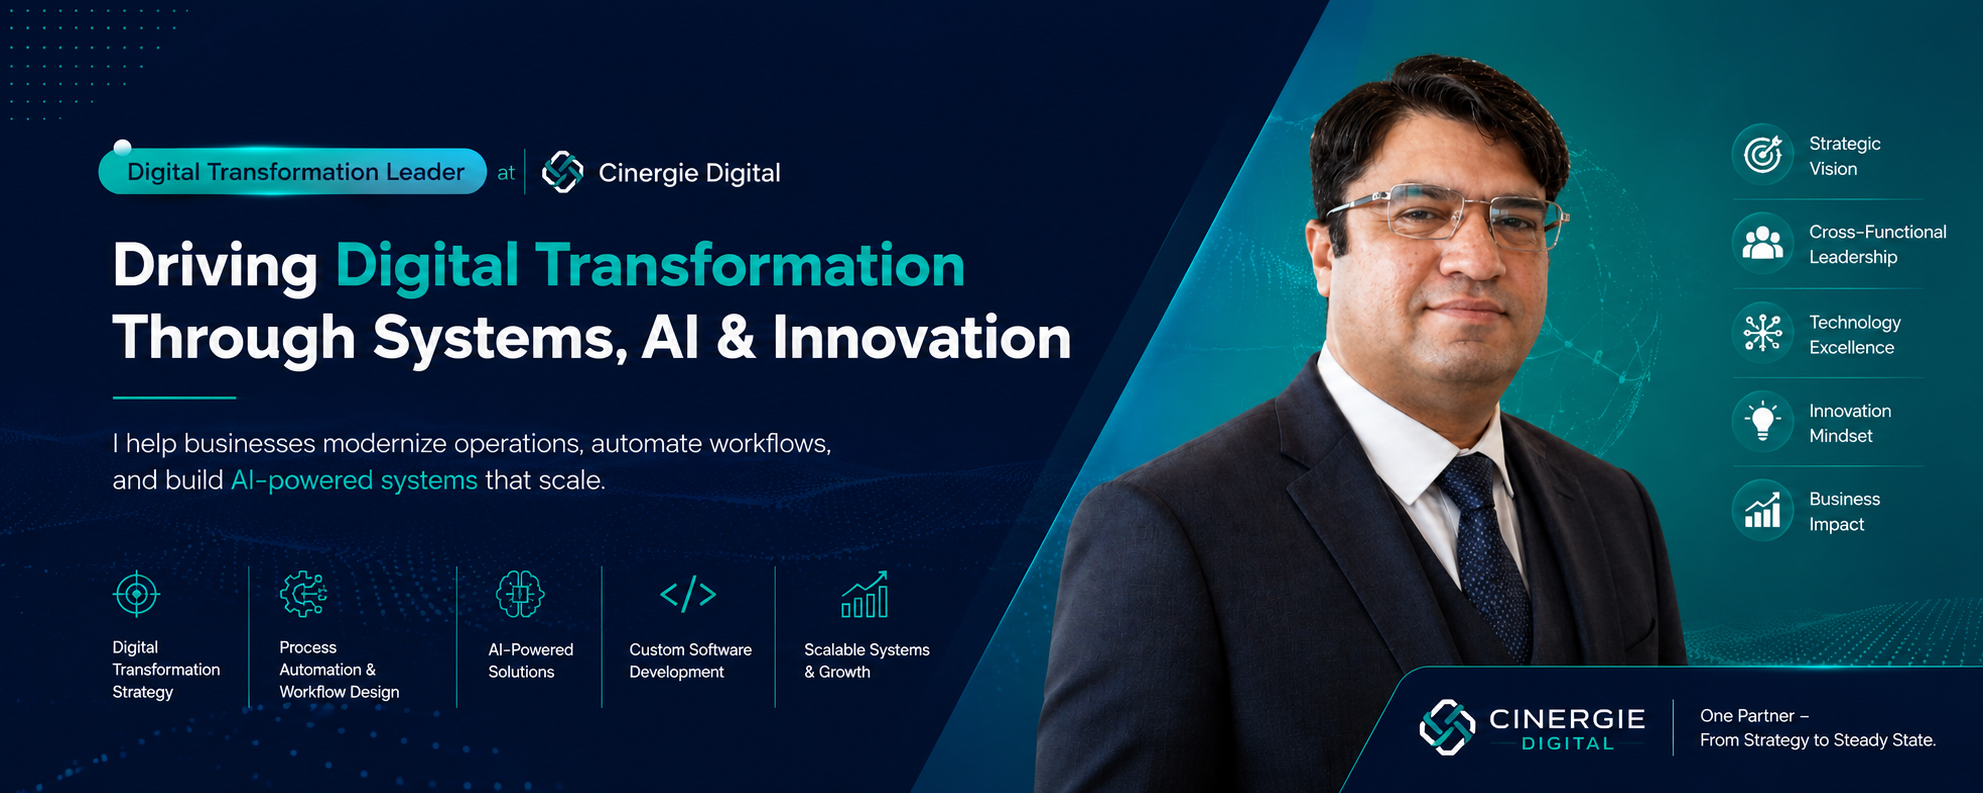 Digital Transformation Leader at Cinergie Digital
Driving Digital Transformation
Through Systems, AI & Innovation
I help businesses modernize operations, automate workflows,
and build AI-powered systems that scale.
Digital
Transformation
Strategy
Process
Automation &
Workflow Design
AI-Powered
Solutions
Custom Software
Development
Scalable Systems
& Growth
Strategic
Vision
Cross-Functional
Leadership
Technology
Excellence
Innovation
Mindset
Business
Impact
CINERGIE
DIGITAL
One Partner –
From Strategy to Steady State.